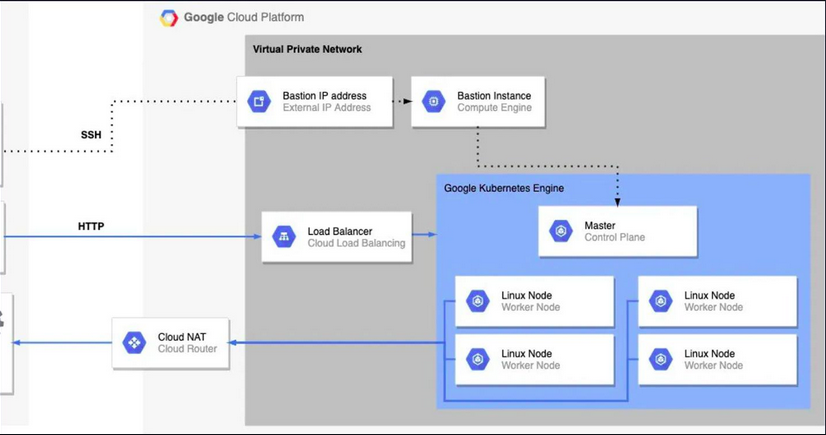 Google Cloud Platform
Virtual Private Network
Bastion IP address
External IP Address
Bastion Instance
Compute Engine
SSH
Google Kubernetes Engine
Master
Control Plane
HTTP
Load Balancer
Cloud Load Balancing
Linux Node
Worker Node
Linux Node
Worker Node
Cloud NAT
Cloud Router
Linux Node
Worker Node
Linux Node
Worker Node